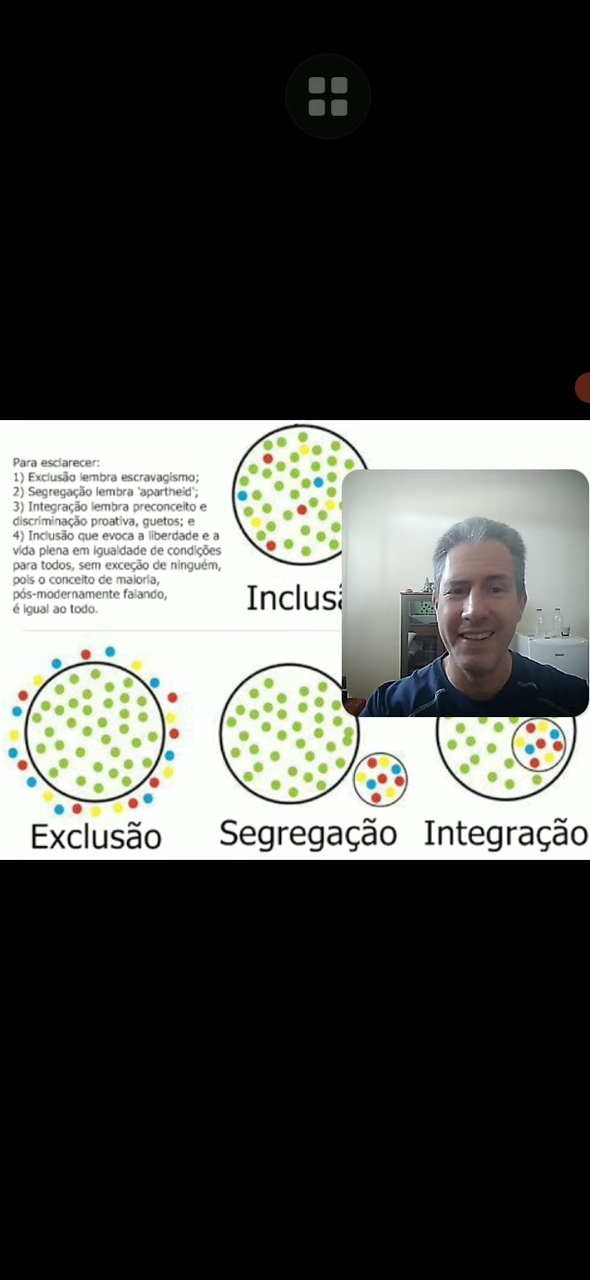 Para esclarecer:
1) Exclusão lembra escravagismo;
2) Segregação lembra 'apartheid';
3) Integração lembra preconceito e
discriminação proativa, guetos; e
4) Inclusão que evoca a liberdade e a
vida plena em igualdade de condições
para todos, sem exceção de ninguém,
pois o conceito de maioria,
pós-modernamente falando,
é igual ao todo.
Inclusã
Exclusão
Segregação
Integração